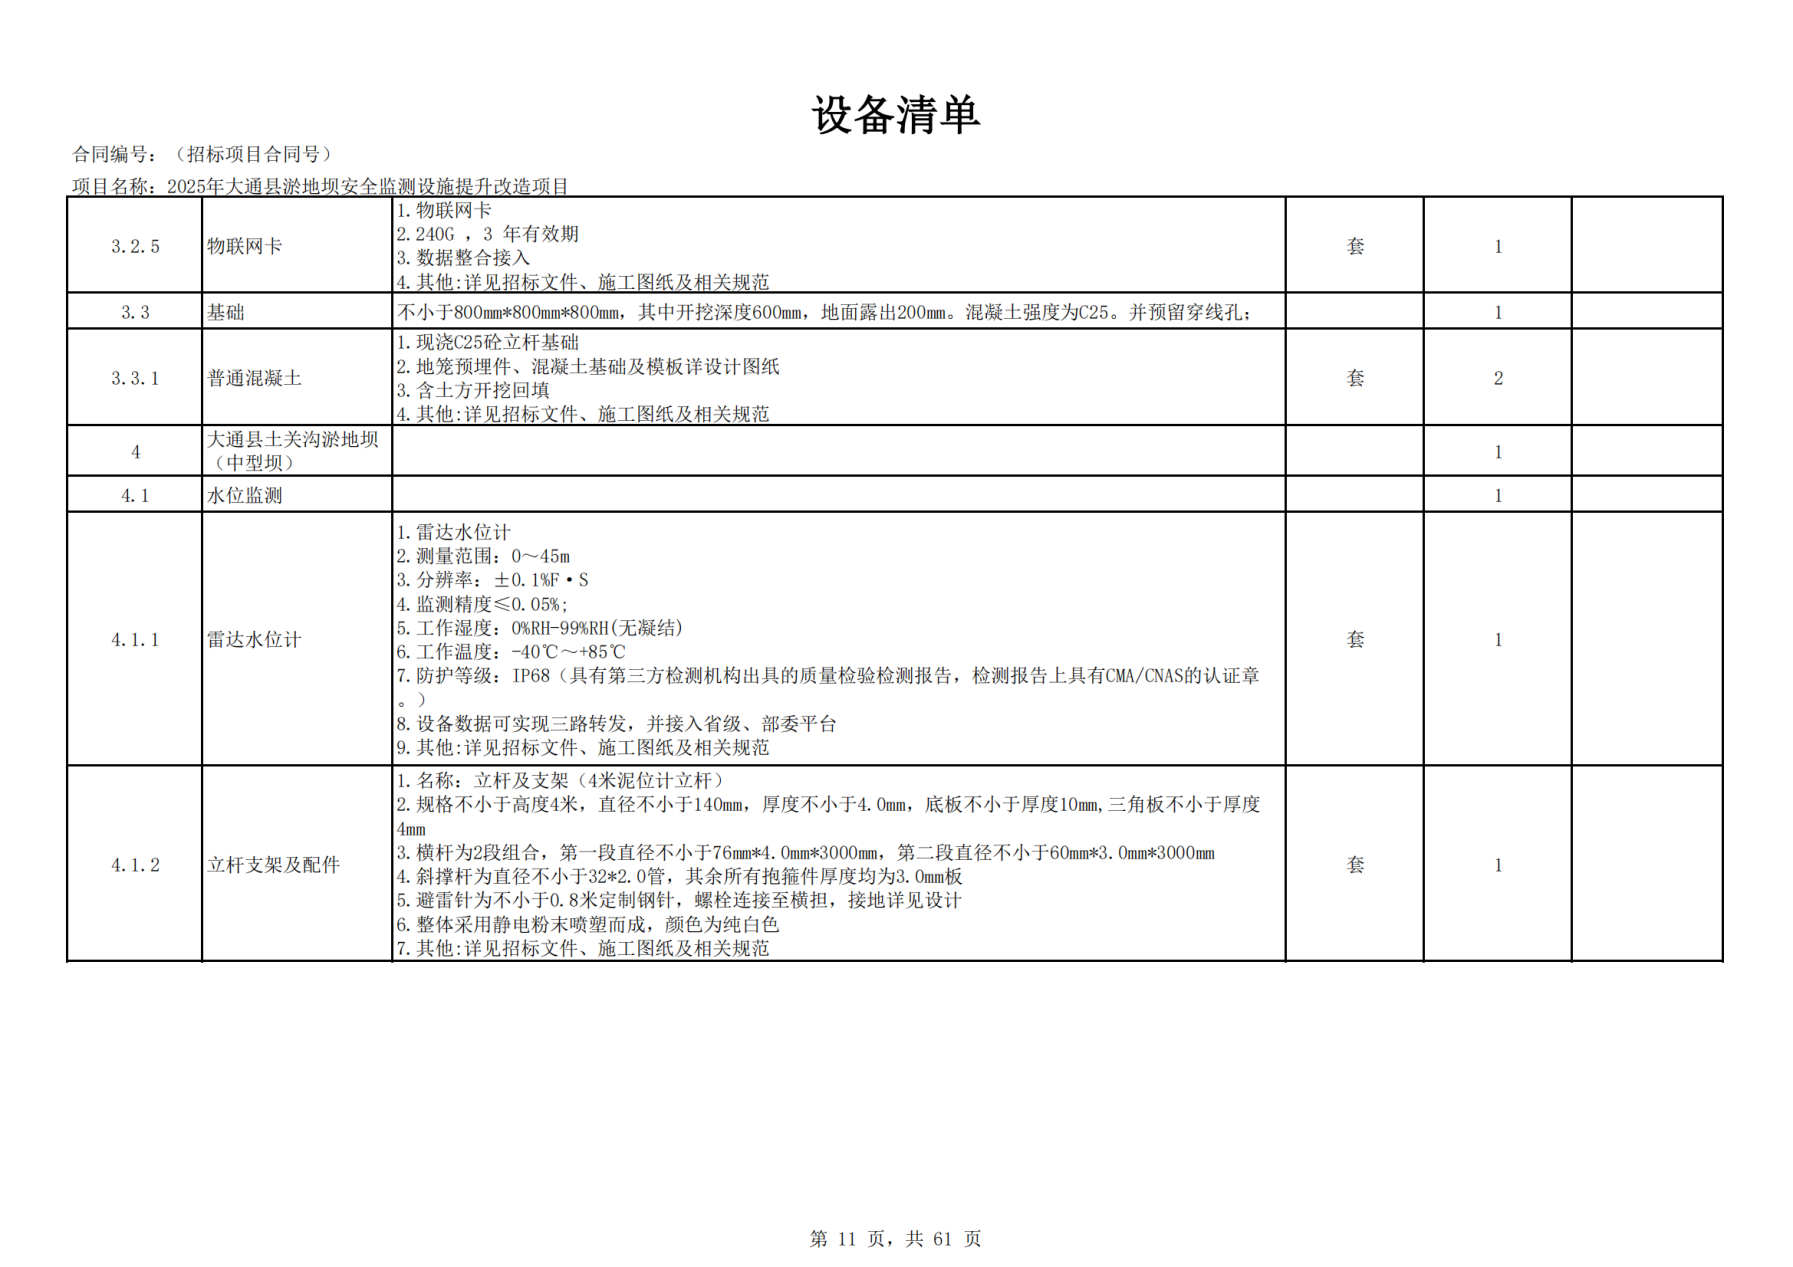 设备清单
合同编号：（招标项目合同号）
项目名称：2025年大通县淤地坝安全监测设施提升改造项目
3.2.5 物联网卡 1.物联网卡 套 1
2.240G ，3 年有效期
3.数据整合接入
4.其他:详见招标文件、施工图纸及相关规范
3.3 基础 不小于800mm*800mm*800mm，其中开挖深度600mm，地面露出200mm。混凝土强度为C25。并预留穿线孔； 1
3.3.1 普通混凝土 1.现浇C25砼立杆基础 套 2
2.地笼预埋件、混凝土基础及模板详设计图纸
3.含土方开挖回填
4.其他:详见招标文件、施工图纸及相关规范
4 大通县土关沟淤地坝 1
（中型坝）
4.1 水位监测 1
4.1.1 雷达水位计 1.雷达水位计 套 1
2.测量范围：0～45m
3.分辨率：±0.1%F·S
4.监测精度≤0.05%;
5.工作湿度：0%RH-99%RH(无凝结)
6.工作温度：-40℃～+85℃
7.防护等级：IP68（具有第三方检测机构出具的质量检验检测报告，检测报告上具有CMA/CNAS的认证章
。）
8.设备数据可实现三路转发，并接入省级、部委平台
9.其他:详见招标文件、施工图纸及相关规范
4.1.2 立杆支架及配件 1.名称：立杆及支架（4米泥位计立杆） 套 1
2.规格不小于高度4米，直径不小于140mm，厚度不小于4.0mm，底板不小于厚度10mm,三角板不小于厚度
4mm
3.横杆为2段组合，第一段直径不小于76mm*4.0mm*3000mm，第二段直径不小于60mm*3.0mm*3000mm
4.斜撑杆为直径不小于32*2.0管，其余所有抱箍件厚度均为3.0mm板
5.避雷针为不小于0.8米定制钢针，螺栓连接至横担，接地详见设计
6.整体采用静电粉末喷塑而成，颜色为纯白色
7.其他:详见招标文件、施工图纸及相关规范
第 11 页，共 61 页